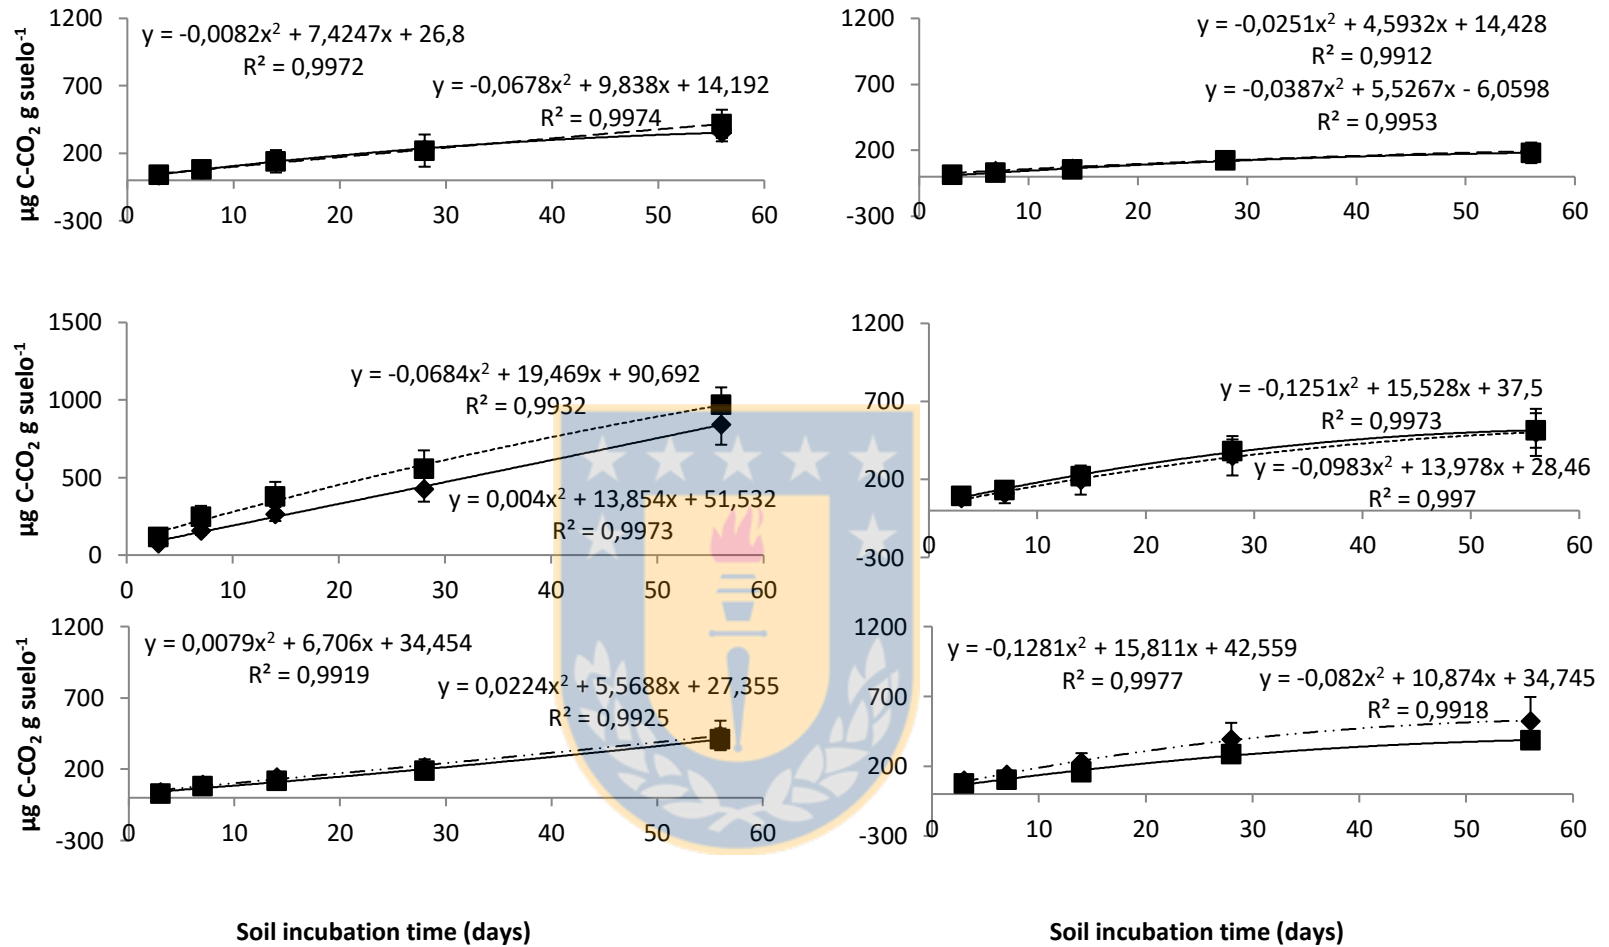 y = -0,0082x² + 7,4247x + 26,8
R² = 0,9972
y = -0,0678x² + 9,838x + 14,192
R² = 0,9974
1200
700
200
-300
0 10 20 30 40 50 60
µg C-CO₂ g suelo⁻¹
y = -0,0251x² + 4,5932x + 14,428
R² = 0,9912
y = -0,0387x² + 5,5267x - 6,0598
R² = 0,9953
1200
700
200
-300
0 10 20 30 40 50 60
y = -0,0684x² + 19,469x + 90,692
R² = 0,9932
y = 0,004x² + 13,854x + 51,532
R² = 0,9973
1500
1000
500
0
0 10 20 30 40 50 60
µg C-CO₂ g suelo⁻¹
y = -0,1251x² + 15,528x + 37,5
R² = 0,9973
y = -0,0983x² + 13,978x + 28,46
R² = 0,997
1200
700
200
-300
0 10 20 30 40 50 60
y = 0,0079x² + 6,706x + 34,454
R² = 0,9919
y = 0,0224x² + 5,5688x + 27,355
R² = 0,9925
1200
700
200
-300
0 10 20 30 40 50 60
µg C-CO₂ g suelo⁻¹
y = -0,1281x² + 15,811x + 42,559
R² = 0,9977
y = -0,082x² + 10,874x + 34,745
R² = 0,9918
1200
700
200
-300
0 10 20 30 40 50 60
Soil incubation time (days)
Soil incubation time (days)